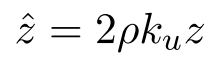 ẑ = 2ρk_u z